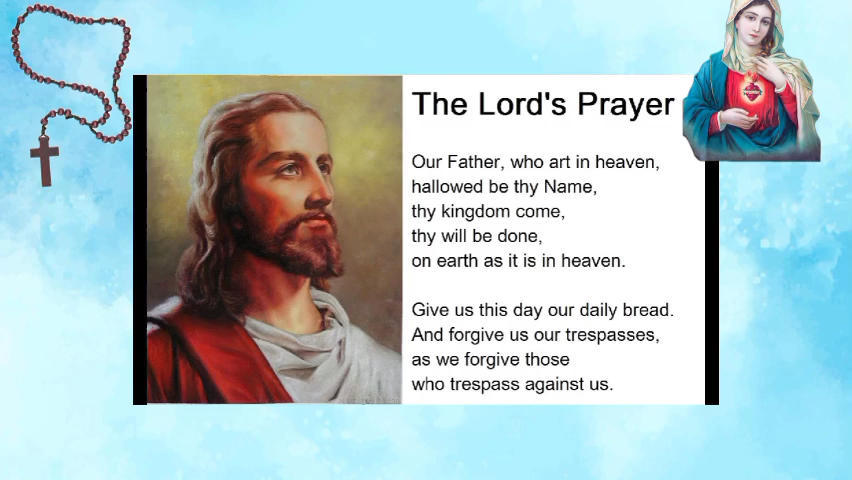 The Lord's Prayer
Our Father, who art in heaven,
hallowed be thy Name,
thy kingdom come,
thy will be done,
on earth as it is in heaven.
Give us this day our daily bread.
And forgive us our trespasses,
as we forgive those
who trespass against us.